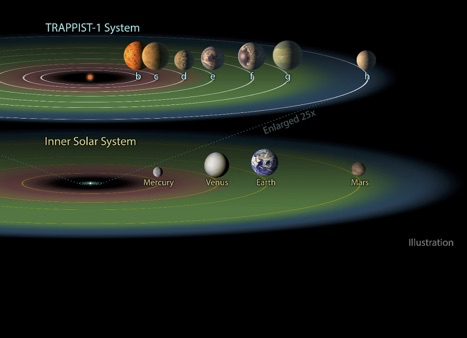 TRAPPIST-1 System
b c d e f g h
Enlarged 25x
Inner Solar System
Mercury Venus Earth Mars
Illustration